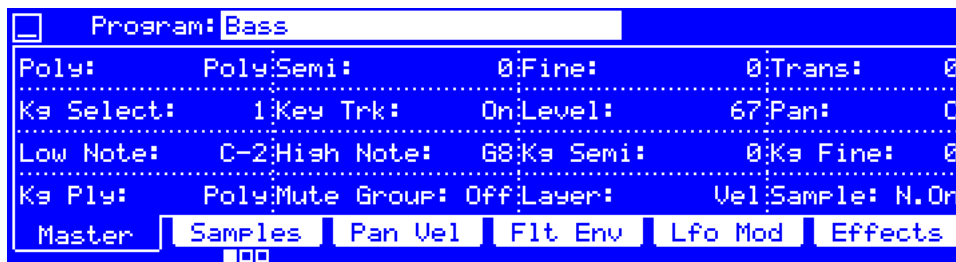 Program: Bass
Poly: Poly Semi: 0 Fine: 0 Trans: 0
Kg Select: 1 Key Trk: On Level: 67 Pan: C
Low Note: C-2 High Note: G8 Kg Semi: 0 Kg Fine: 0
Kg Ply: Poly Mute Group: Off Layer: Vel Sample: N.On
Master Samples Pan Vel Flt Env Lfo Mod Effects